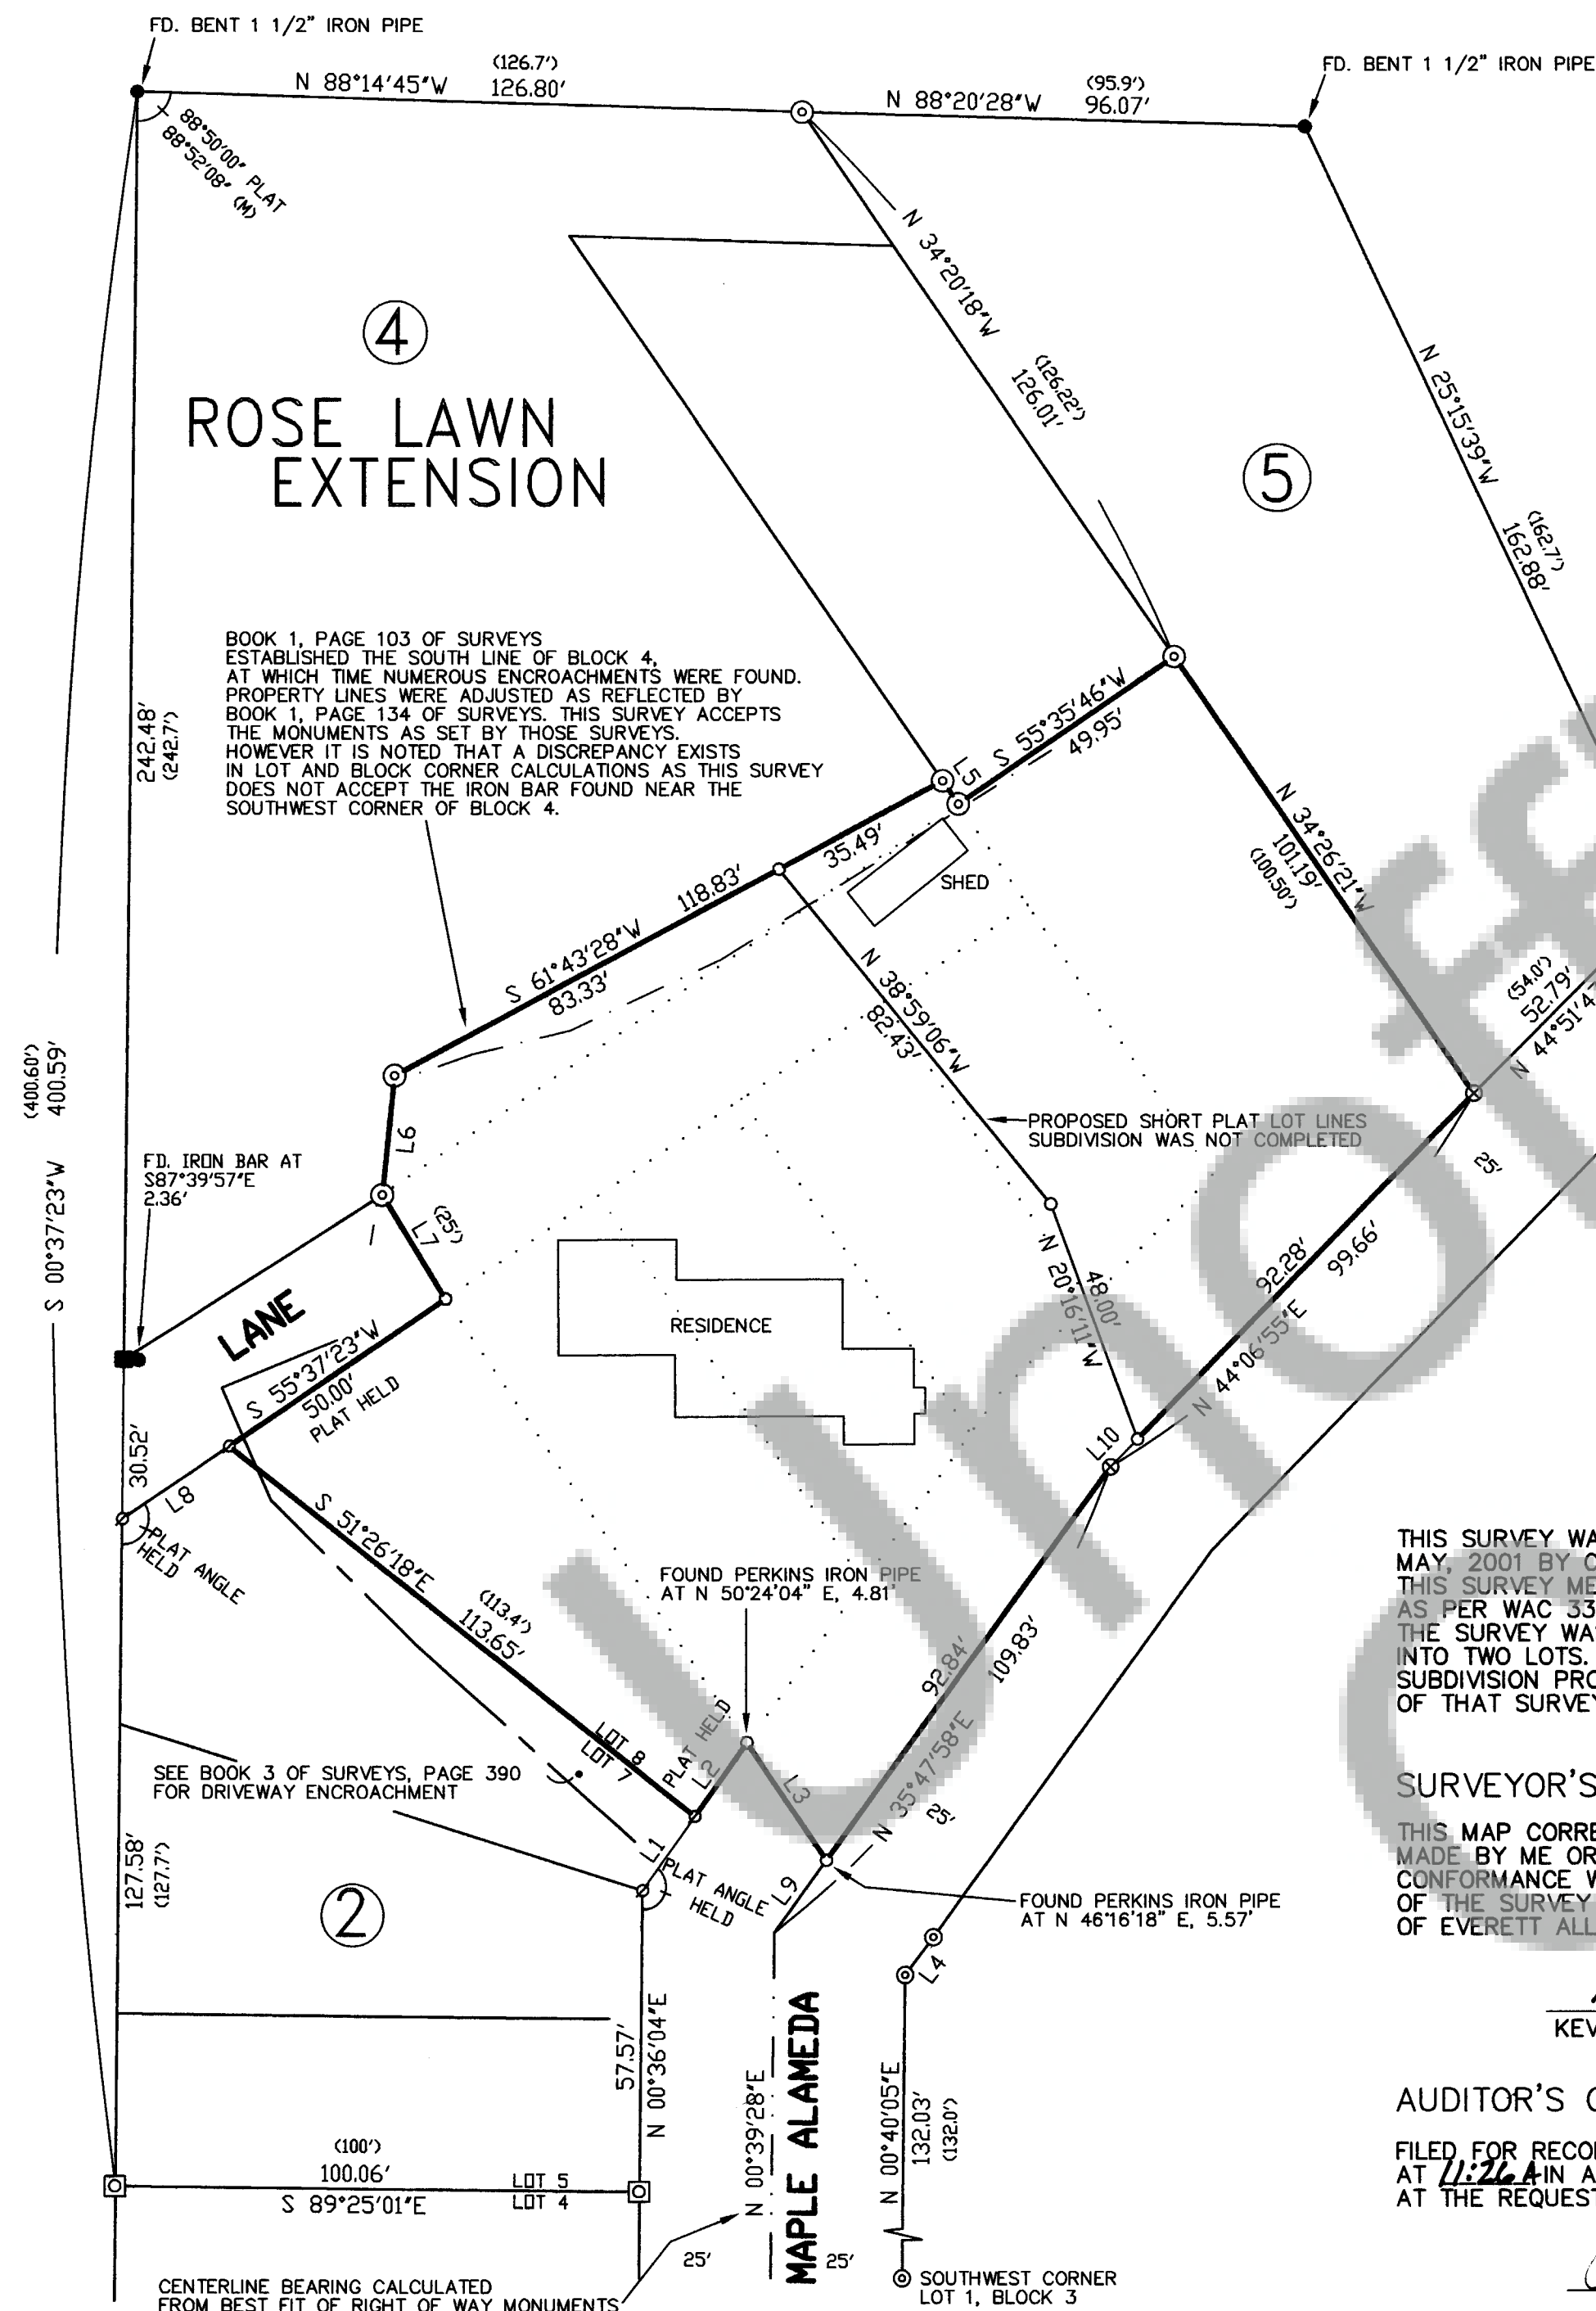 FD. BENT 1 1/2" IRON PIPE
FD. BENT 1 1/2" IRON PIPE
(126.7')
N 88°14'45"W 126.80'
(95.9')
N 88°20'28"W 96.07'
88°50'00" PLAT
88°52'08" (M)
N 34°20'18"W
(126.22')
126.01'
4
ROSE LAWN
EXTENSION
5
N 25°15'39"W
(162.7')
162.88'
BOOK 1, PAGE 103 OF SURVEYS
ESTABLISHED THE SOUTH LINE OF BLOCK 4,
AT WHICH TIME NUMEROUS ENCROACHMENTS WERE FOUND.
PROPERTY LINES WERE ADJUSTED AS REFLECTED BY
BOOK 1, PAGE 134 OF SURVEYS. THIS SURVEY ACCEPTS
THE MONUMENTS AS SET BY THOSE SURVEYS.
HOWEVER IT IS NOTED THAT A DISCREPANCY EXISTS
IN LOT AND BLOCK CORNER CALCULATIONS AS THIS SURVEY
DOES NOT ACCEPT THE IRON BAR FOUND NEAR THE
SOUTHWEST CORNER OF BLOCK 4.
242.48'
(242.7')
L5
S 55°35'46"W
49.95'
N 34°26'21"W
101.19'
(100.50')
35.49'
SHED
118.83'
S 61°43'28"W
83.33'
N 38°59'06"W
82.43'
(54.0')
52.79'
N 44°51'4
(400.60')
400.59'
S 00°37'23"W
L6
PROPOSED SHORT PLAT LOT LINES
SUBDIVISION WAS NOT COMPLETED
25'
FD. IRON BAR AT
S87°39'57"E
2.36'
L7
(25')
N 20°16'11"W
48.00'
92.28'
99.66'
N 44°06'55"E
LANE
RESIDENCE
S 55°37'23"W
50.00'
PLAT HELD
30.52'
L8
L10
PLAT ANGLE
HELD
S 51°26'18"E
(113.4')
113.65'
FOUND PERKINS IRON PIPE
AT N 50°24'04" E, 4.81'
THIS SURVEY WA
MAY, 2001 BY C
THIS SURVEY ME
AS PER WAC 33
THE SURVEY WA
INTO TWO LOTS.
SUBDIVISION PRO
OF THAT SURVEY
92.84'
109.83'
N 35°47'58"E
25'
LOT 8
LOT 7
PLAT HELD
L2
L3
SEE BOOK 3 OF SURVEYS, PAGE 390
FOR DRIVEWAY ENCROACHMENT
SURVEYOR'S
THIS MAP CORRE
MADE BY ME OR
CONFORMANCE W
OF THE SURVEY
OF EVERETT ALL
127.58'
(127.7')
L1
PLAT ANGLE
HELD
L9
FOUND PERKINS IRON PIPE
AT N 46°16'18" E, 5.57'
2
L4
KEV
57.57'
N 00°36'04"E
N 00°39'28"E
MAPLE ALAMEDA
N 00°40'05"E
132.03'
(132.0')
AUDITOR'S C
FILED FOR RECO
AT 11:26 A IN A
AT THE REQUEST
(100')
100.06'
S 89°25'01"E
LOT 5
LOT 4
25'
25'
SOUTHWEST CORNER
LOT 1, BLOCK 3
CENTERLINE BEARING CALCULATED
FROM BEST FIT OF RIGHT OF WAY MONUMENTS
Unoff